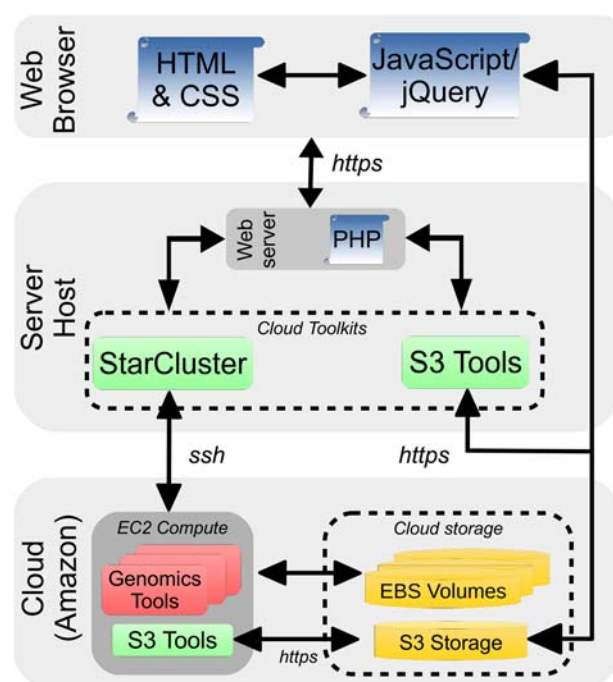 Web
Browser
HTML
& CSS
JavaScript/
jQuery
https
Server
Host
Web
server
PHP
Cloud Toolkits
StarCluster
S3 Tools
ssh
https
Cloud
(Amazon)
EC2 Compute
Genomics
Tools
S3 Tools
https
Cloud storage
EBS Volumes
S3 Storage